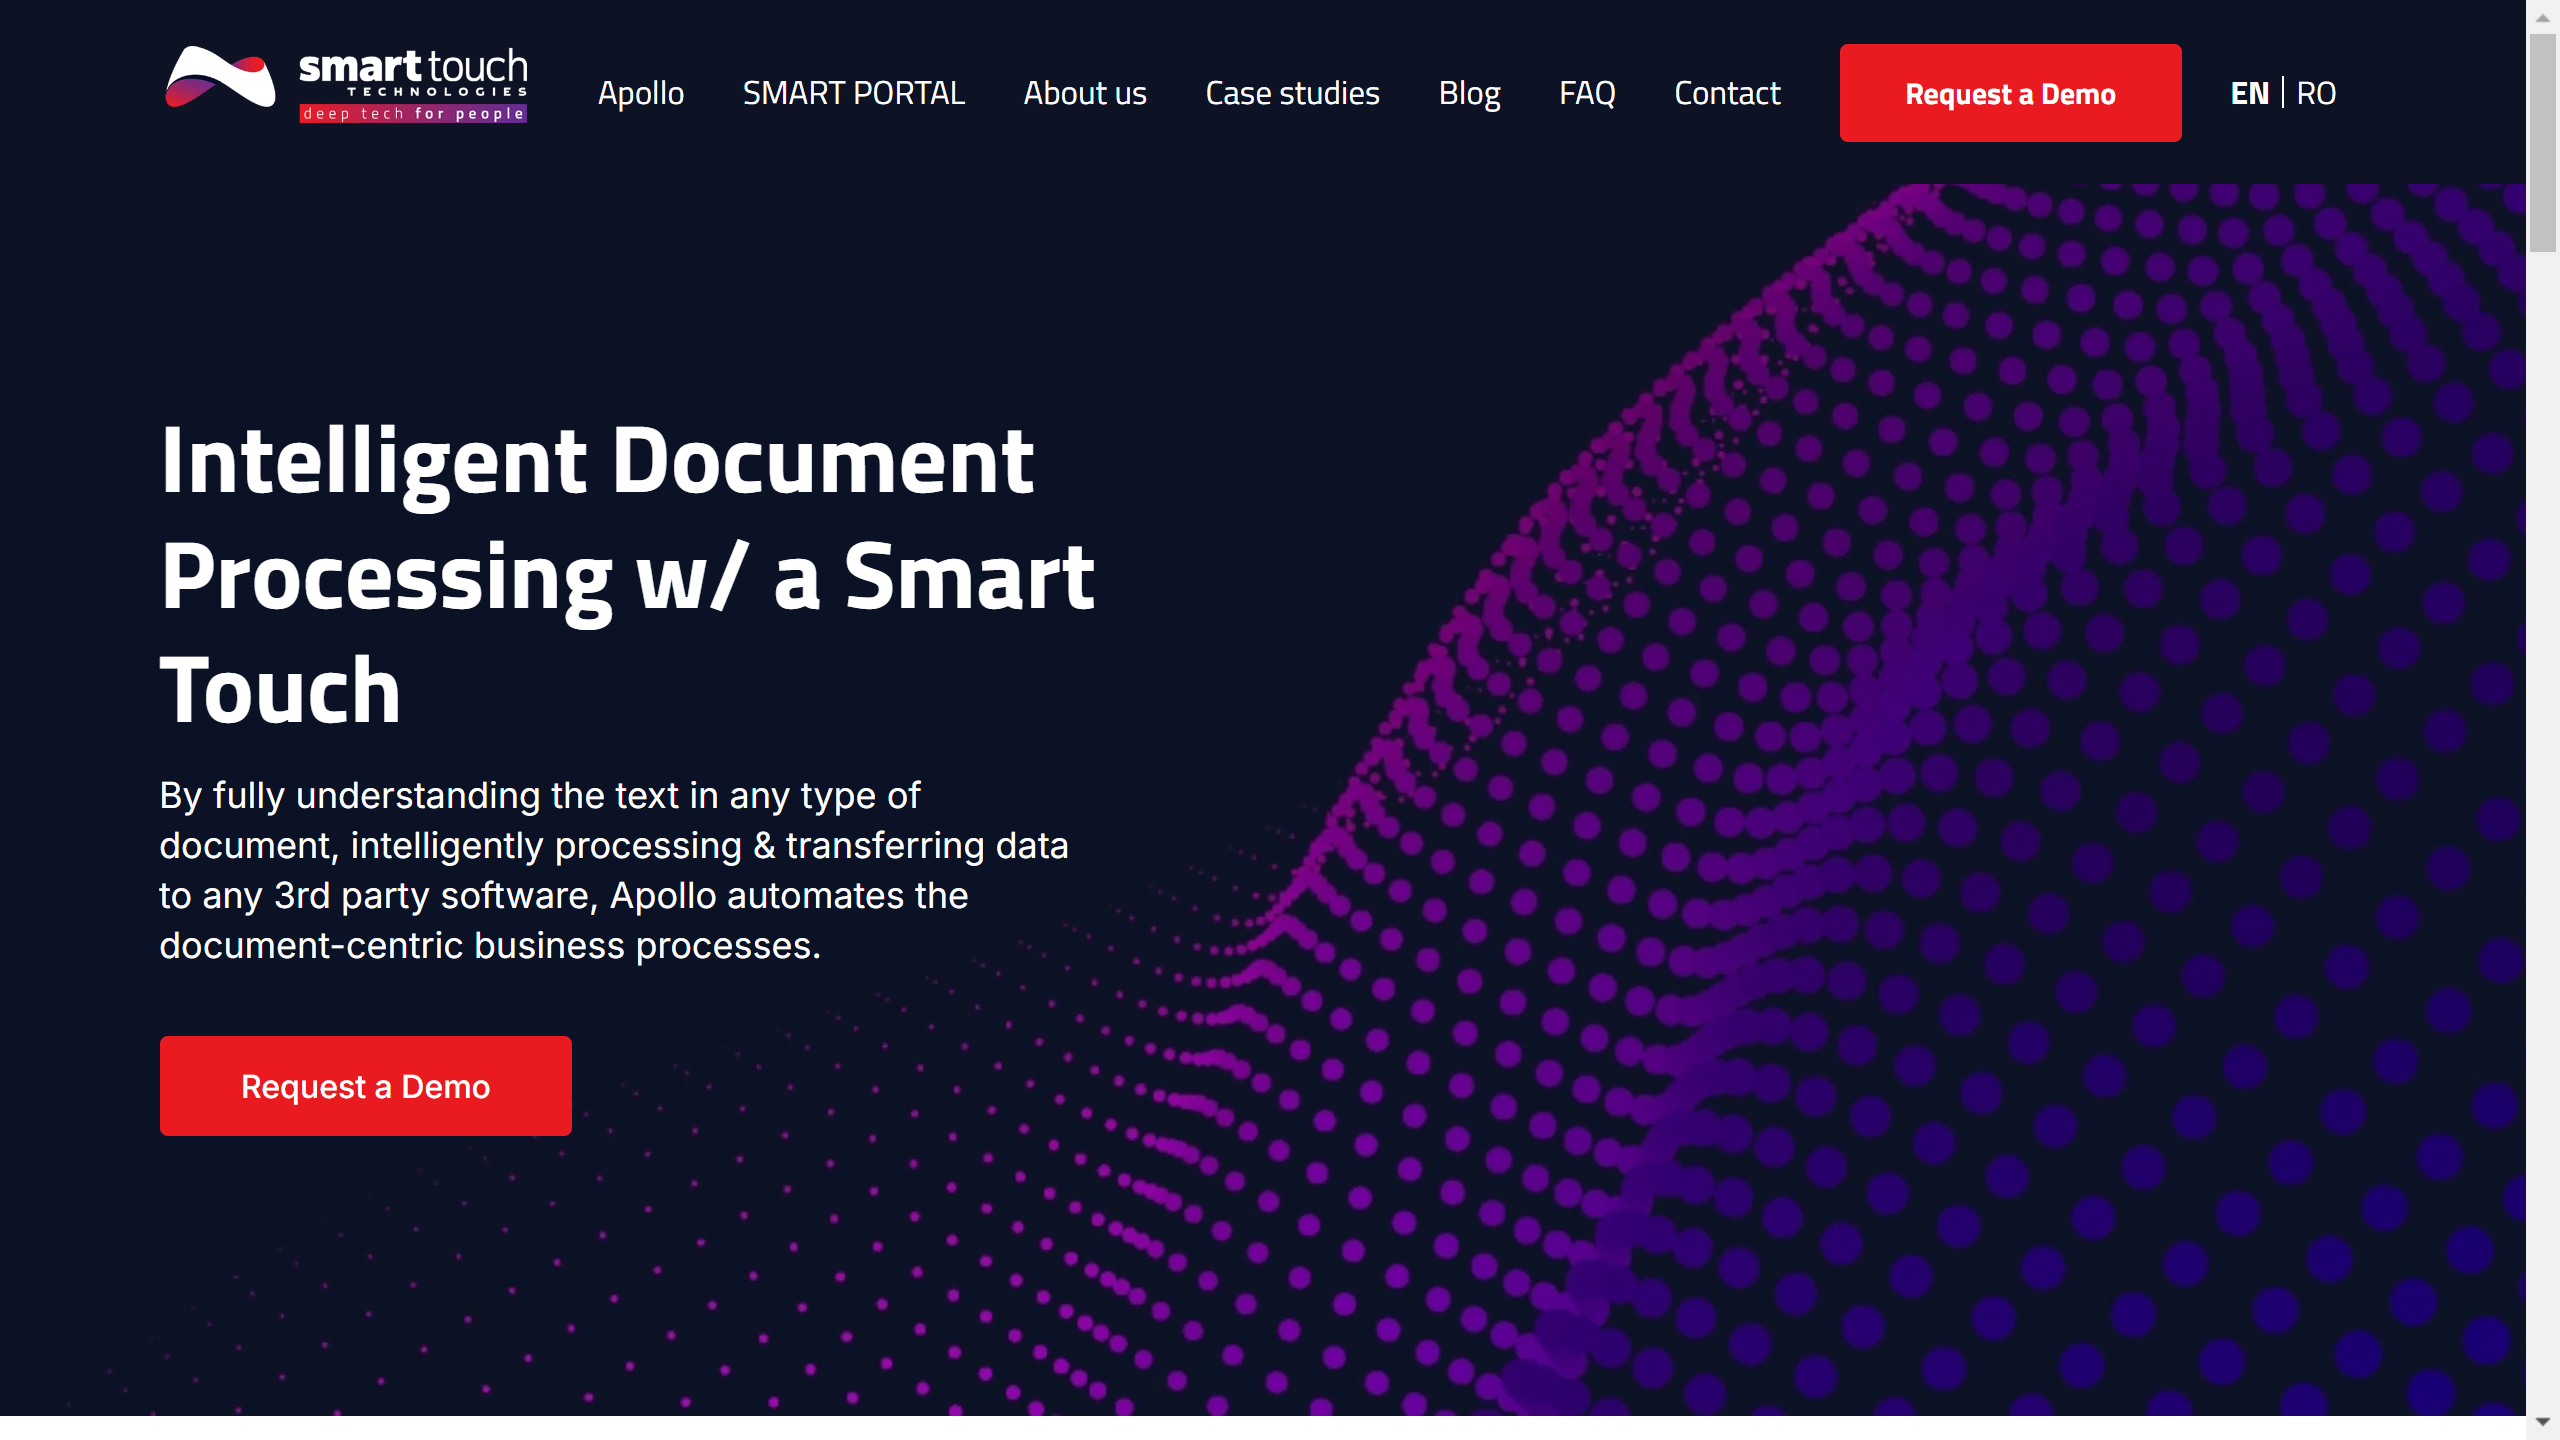 smart touch
TECHNOLOGIES
deep tech for people
Apollo
SMART PORTAL
About us
Case studies
Blog
FAQ
Contact
Request a Demo
EN | RO
Intelligent Document
Processing w/ a Smart
Touch
By fully understanding the text in any type of
document, intelligently processing & transferring data
to any 3rd party software, Apollo automates the
document-centric business processes.
Request a Demo